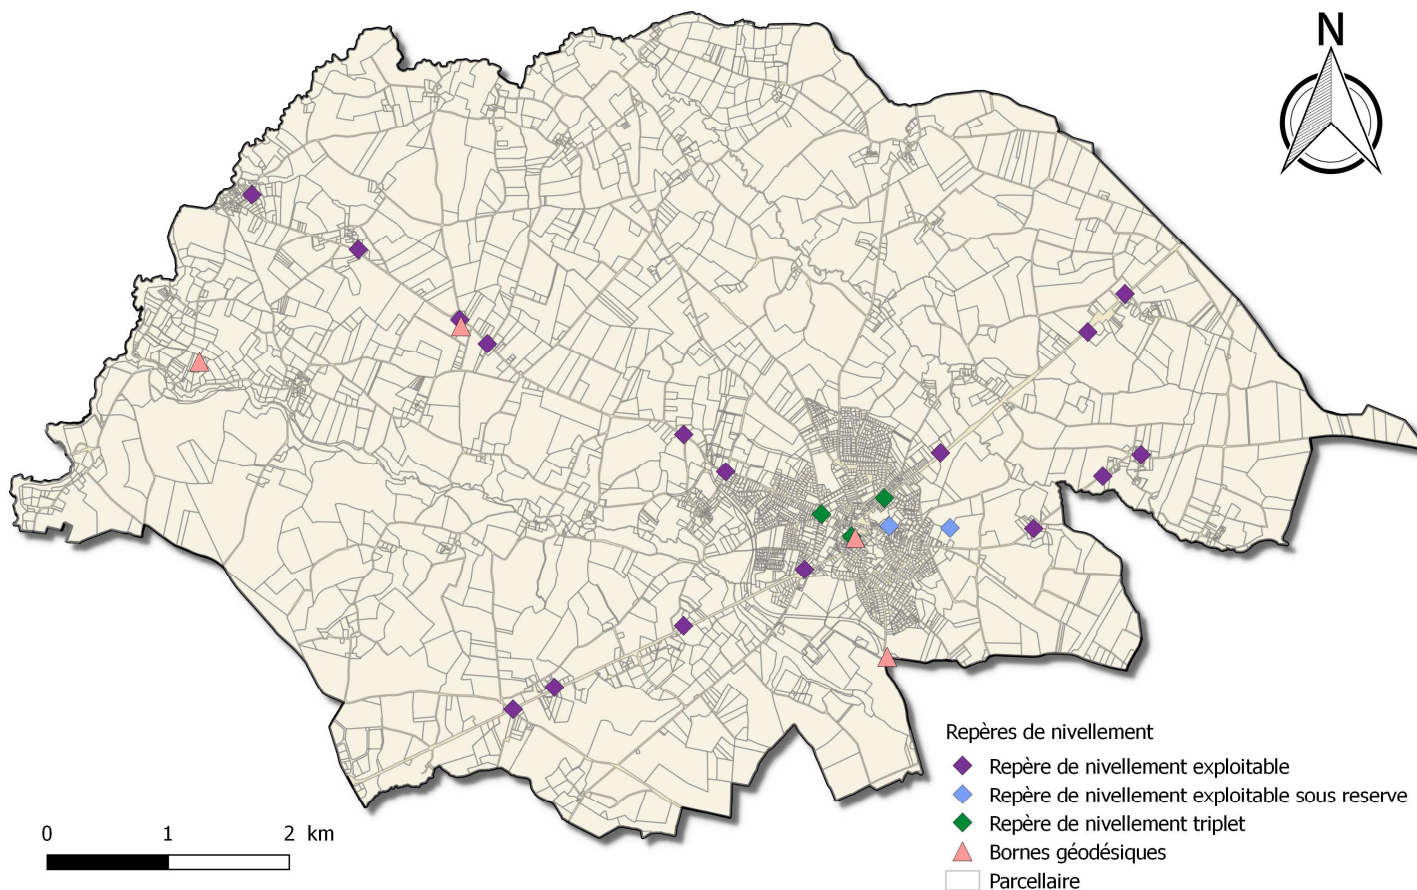 N
Repères de nivellement
Repère de nivellement exploitable
Repère de nivellement exploitable sous reserve
Repère de nivellement triplet
Bornes géodésiques
Parcellaire
0 1 2 km